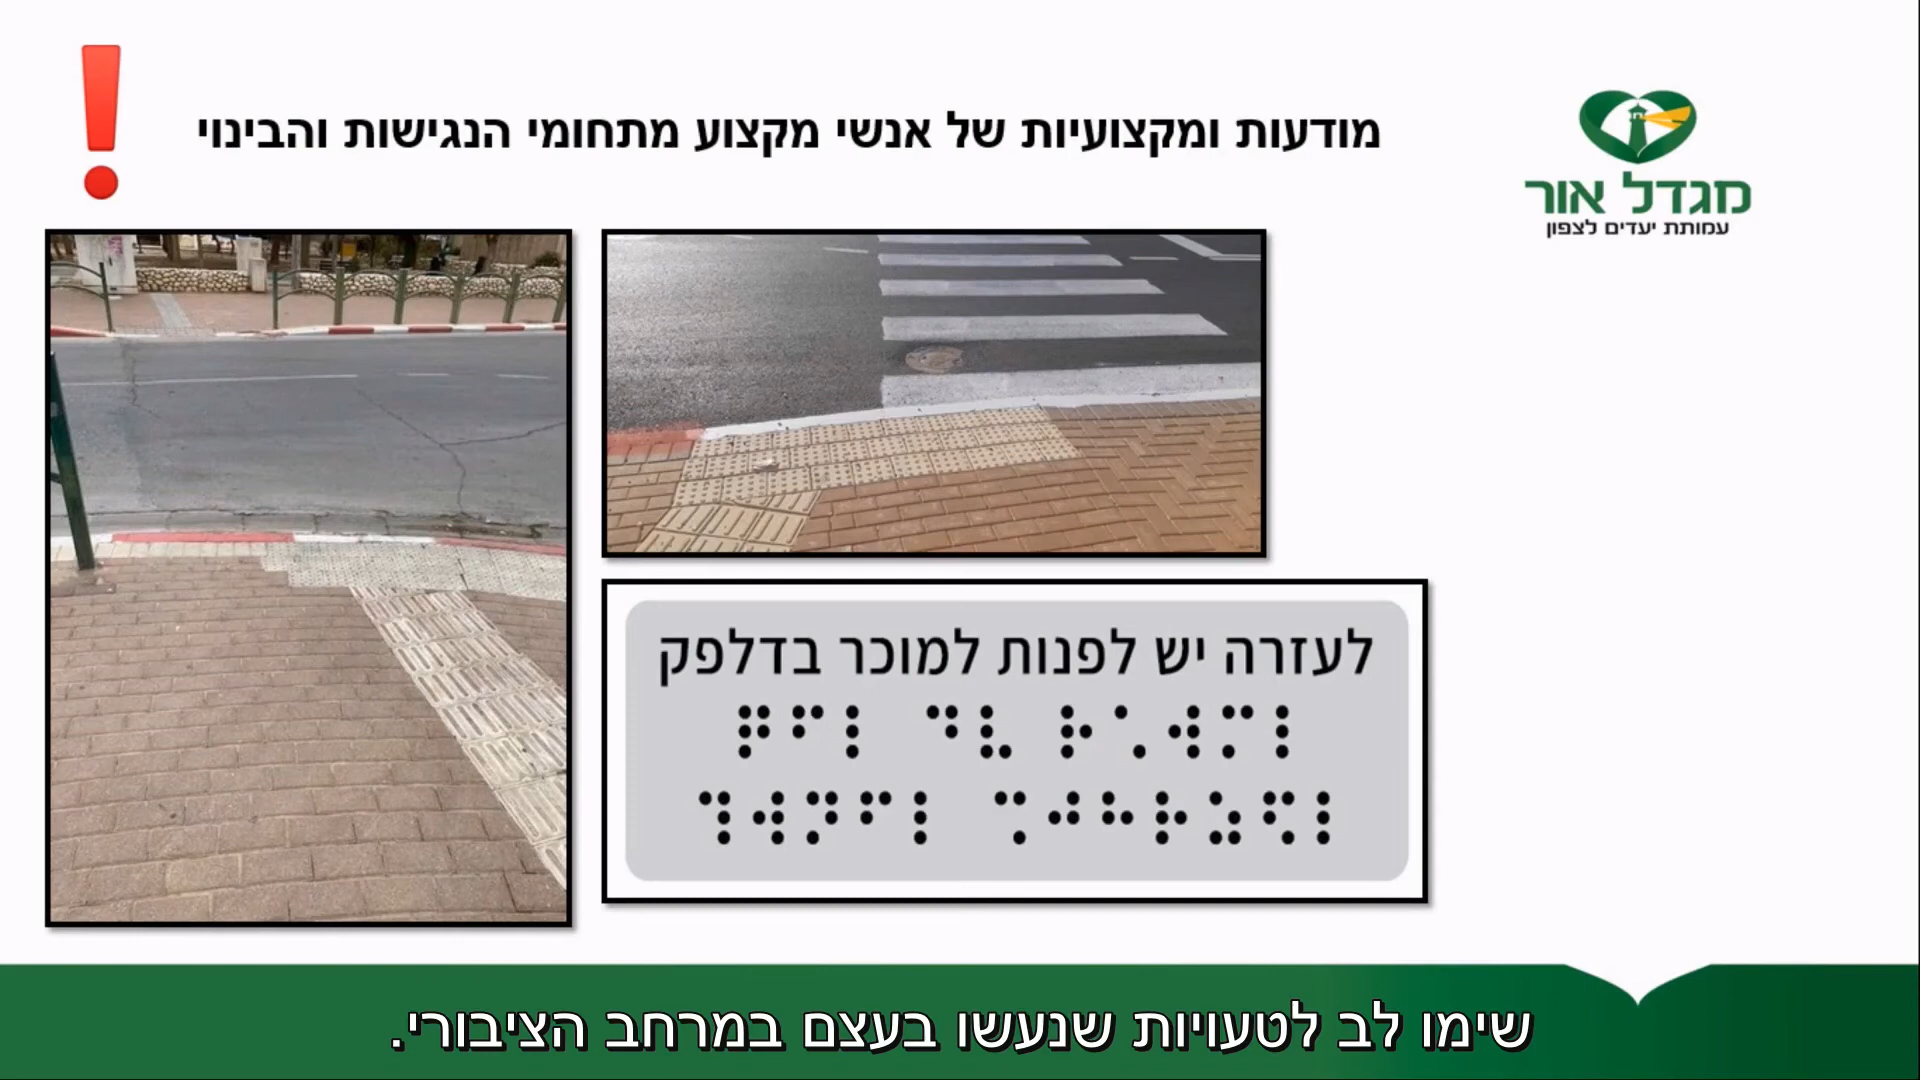 מודעות ומקצועיות של אנשי מקצוע מתחומי הנגישות והבינוי
מגדל אור
עמותת יעדים לצפון
לעזרה יש לפנות למוכר בדלפק
שימו לב לטעויות שנעשו בעצם במרחב הציבורי.